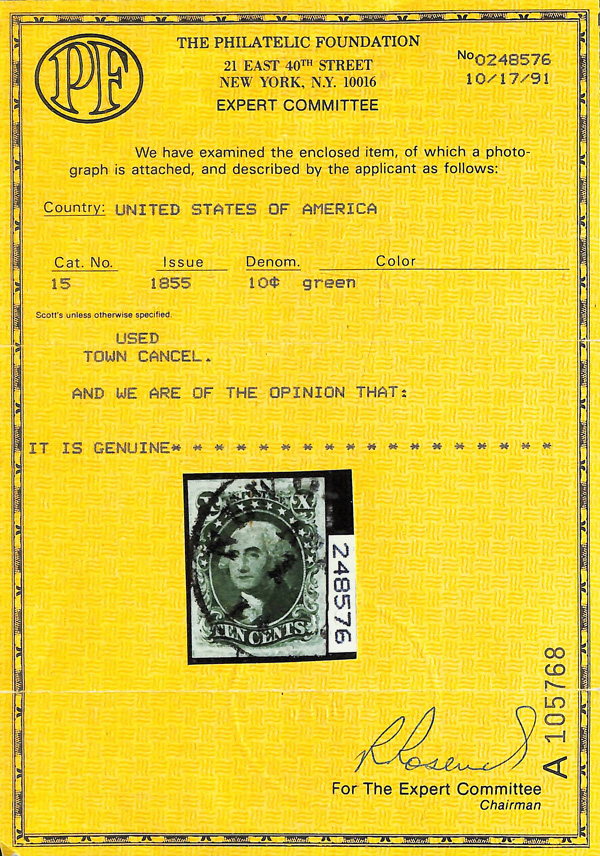 PF
THE PHILATELIC FOUNDATION
21 EAST 40TH STREET
NEW YORK, N.Y. 10016
EXPERT COMMITTEE
No 0248576
10/17/91
We have examined the enclosed item, of which a photo-
graph is attached, and described by the applicant as follows:
Country: UNITED STATES OF AMERICA
Cat. No. Issue Denom. Color
15 1855 10¢ green
Scott's unless otherwise specified.
USED
TOWN CANCEL.
AND WE ARE OF THE OPINION THAT:
IT IS GENUINE* * * * * * * * * * * * * * * * * *
X X
TEN CENTS
248576
A 105768
For The Expert Committee
Chairman